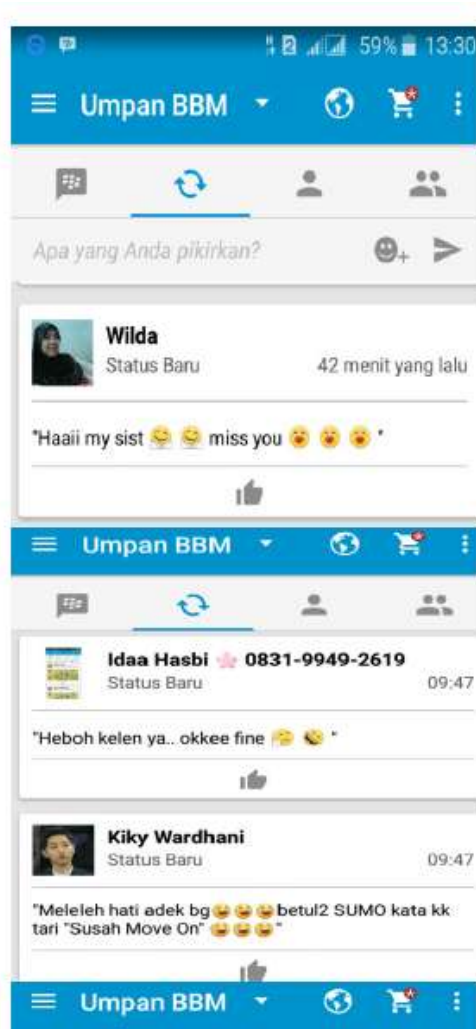 59% 13:30
Umpan BBM
Apa yang Anda pikirkan?
Wilda
Status Baru 42 menit yang lalu
"Haaii my sist 🤗 🤗 miss you 😘 😘 😘 "
Umpan BBM
Idaa Hasbi 🌸 0831-9949-2619
Status Baru 09:47
"Heboh kelen ya.. okkee fine "
Kiky Wardhani
Status Baru 09:47
"Meleleh hati adek bg😂😂😂betul2 SUMO kata kk
tari "Susah Move On" 😂😂😂"
Umpan BBM